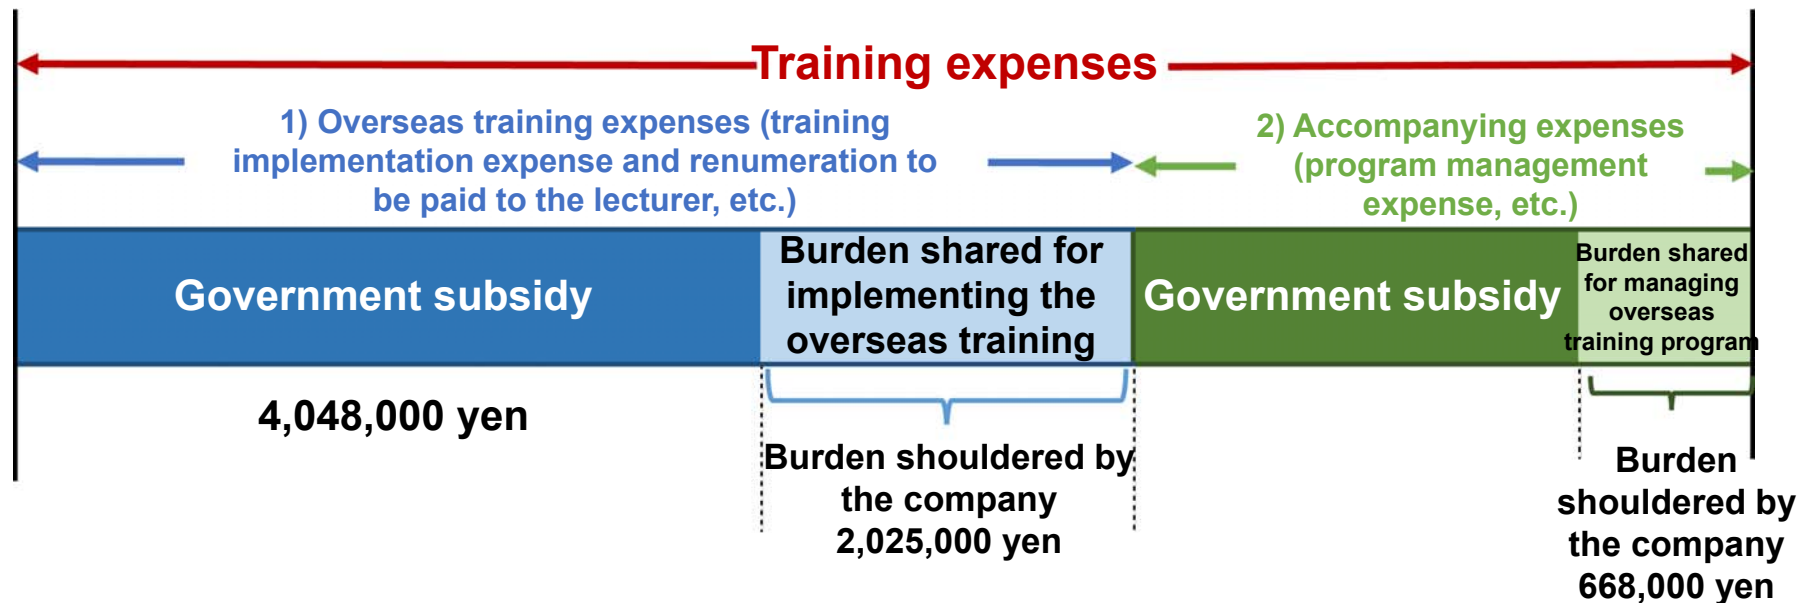 Training expenses
1) Overseas training expenses (training
implementation expense and renumeration to
be paid to the lecturer, etc.)
2) Accompanying expenses
(program management
expense, etc.)
Government subsidy
Burden shared for
implementing the
overseas training
Government subsidy
Burden shared
for managing
overseas
training program
4,048,000 yen
Burden shouldered by
the company
2,025,000 yen
Burden
shouldered by
the company
668,000 yen